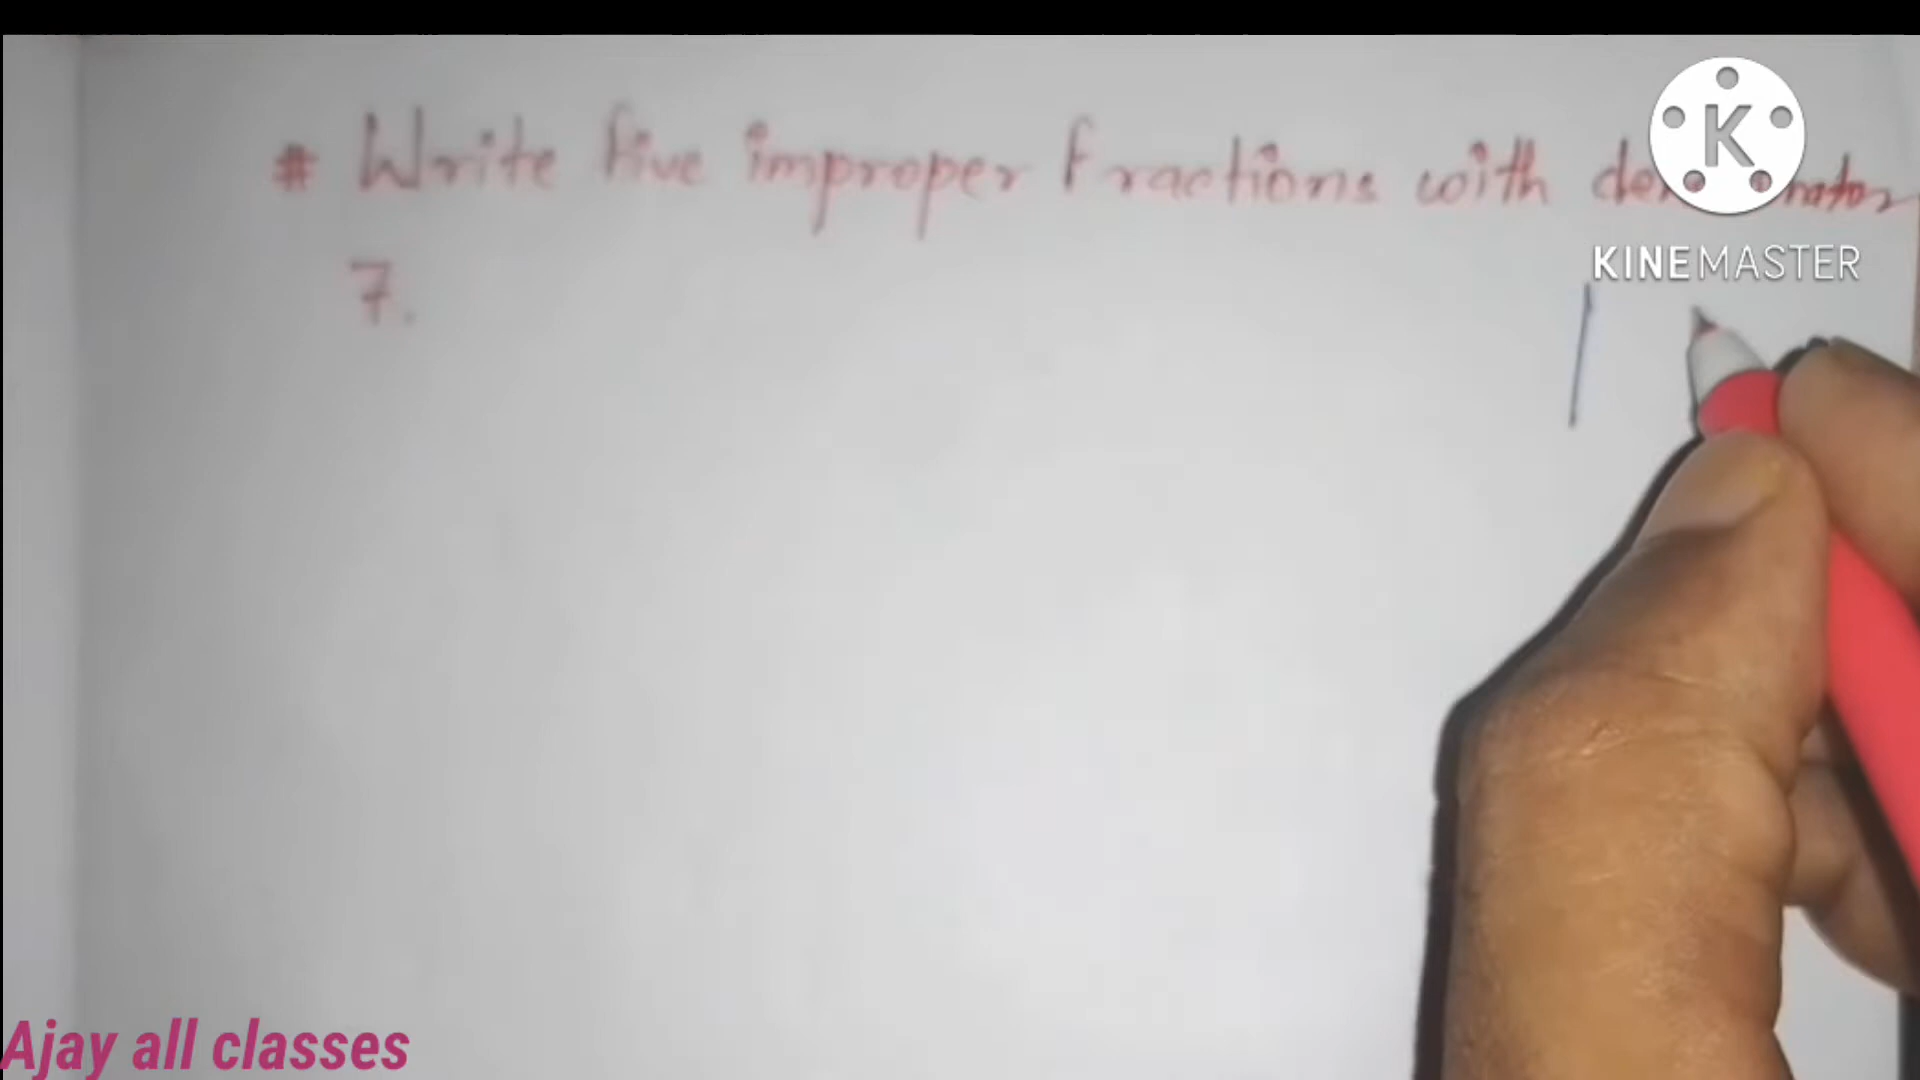 # Write five improper fractions with
7.
K
KINEMASTER
Ajay all classes